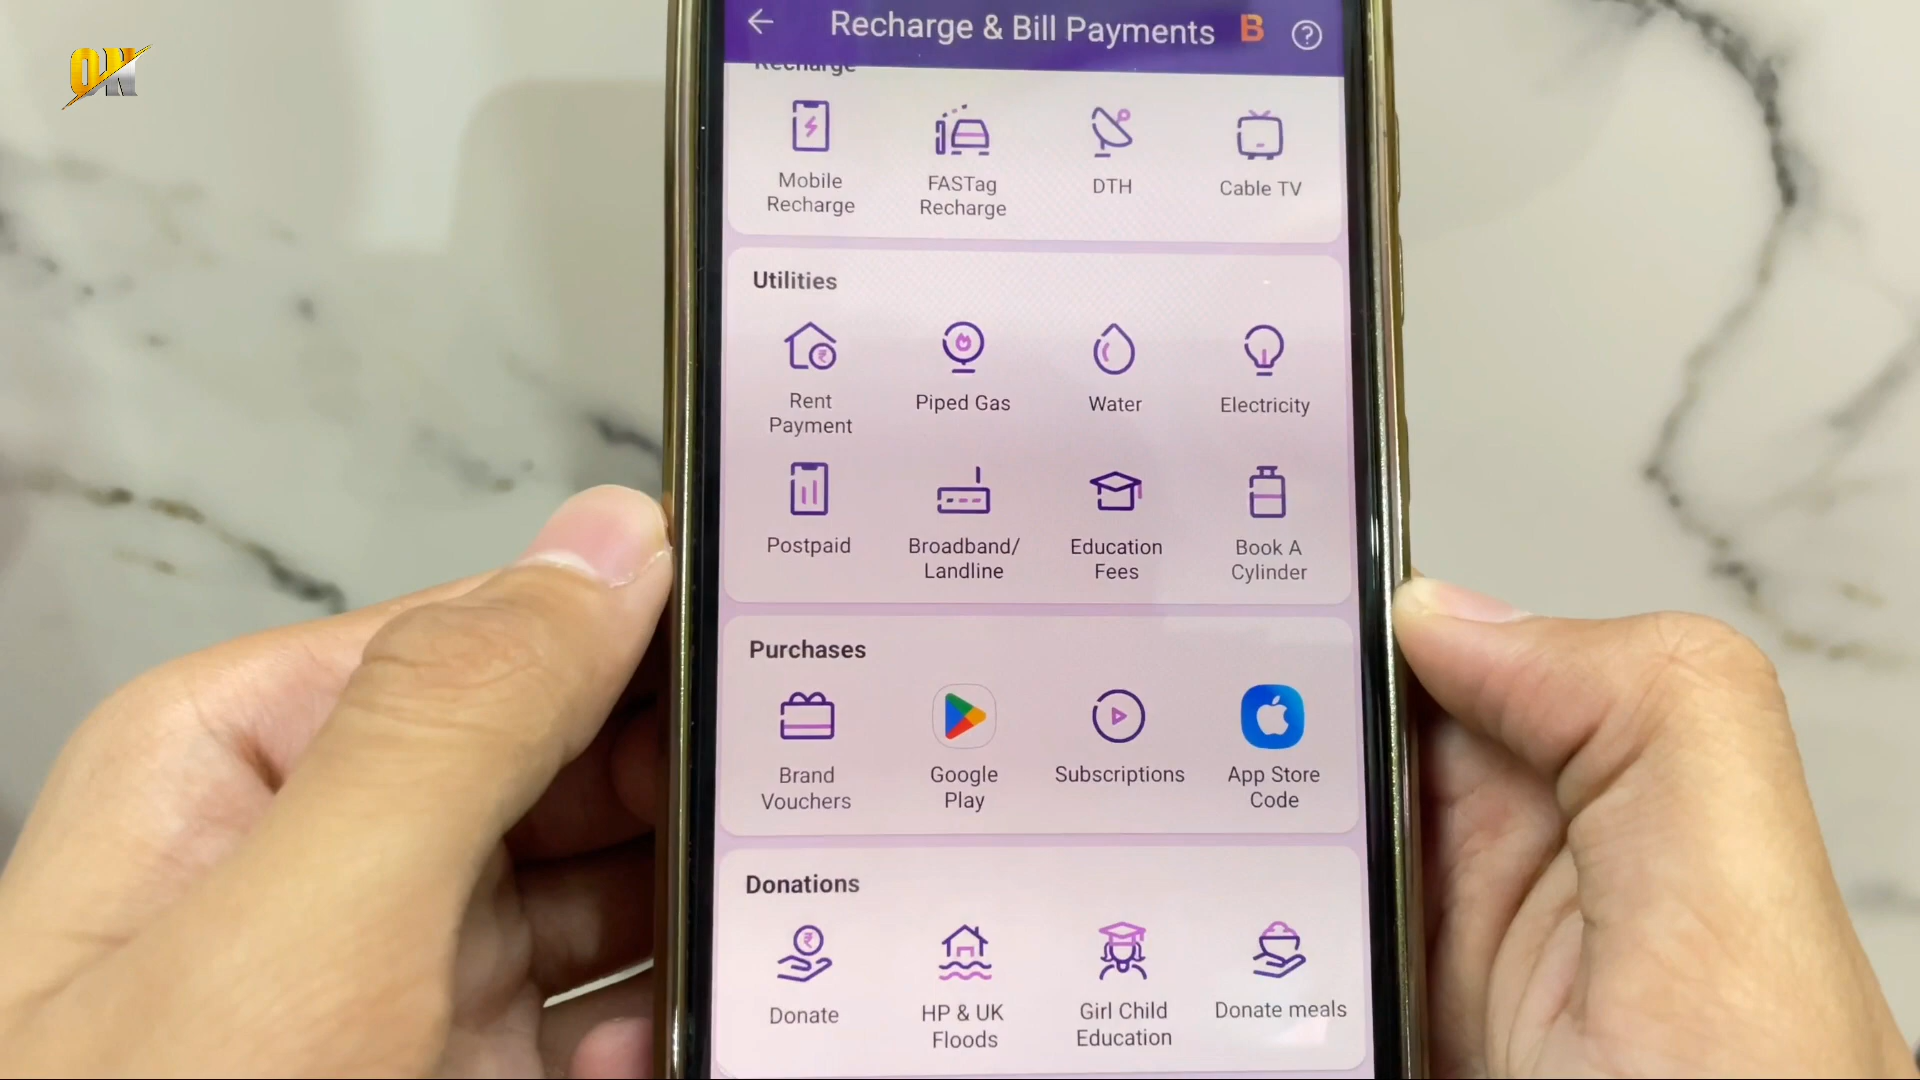 OK
Recharge & Bill Payments B ?
Recharge
Mobile
Recharge
FASTag
Recharge
DTH
Cable TV
Utilities
Rent
Payment
Piped Gas
Water
Electricity
Postpaid
Broadband/
Landline
Education
Fees
Book A
Cylinder
Purchases
Brand
Vouchers
Google
Play
Subscriptions
App Store
Code
Donations
Donate
HP & UK
Floods
Girl Child
Education
Donate meals